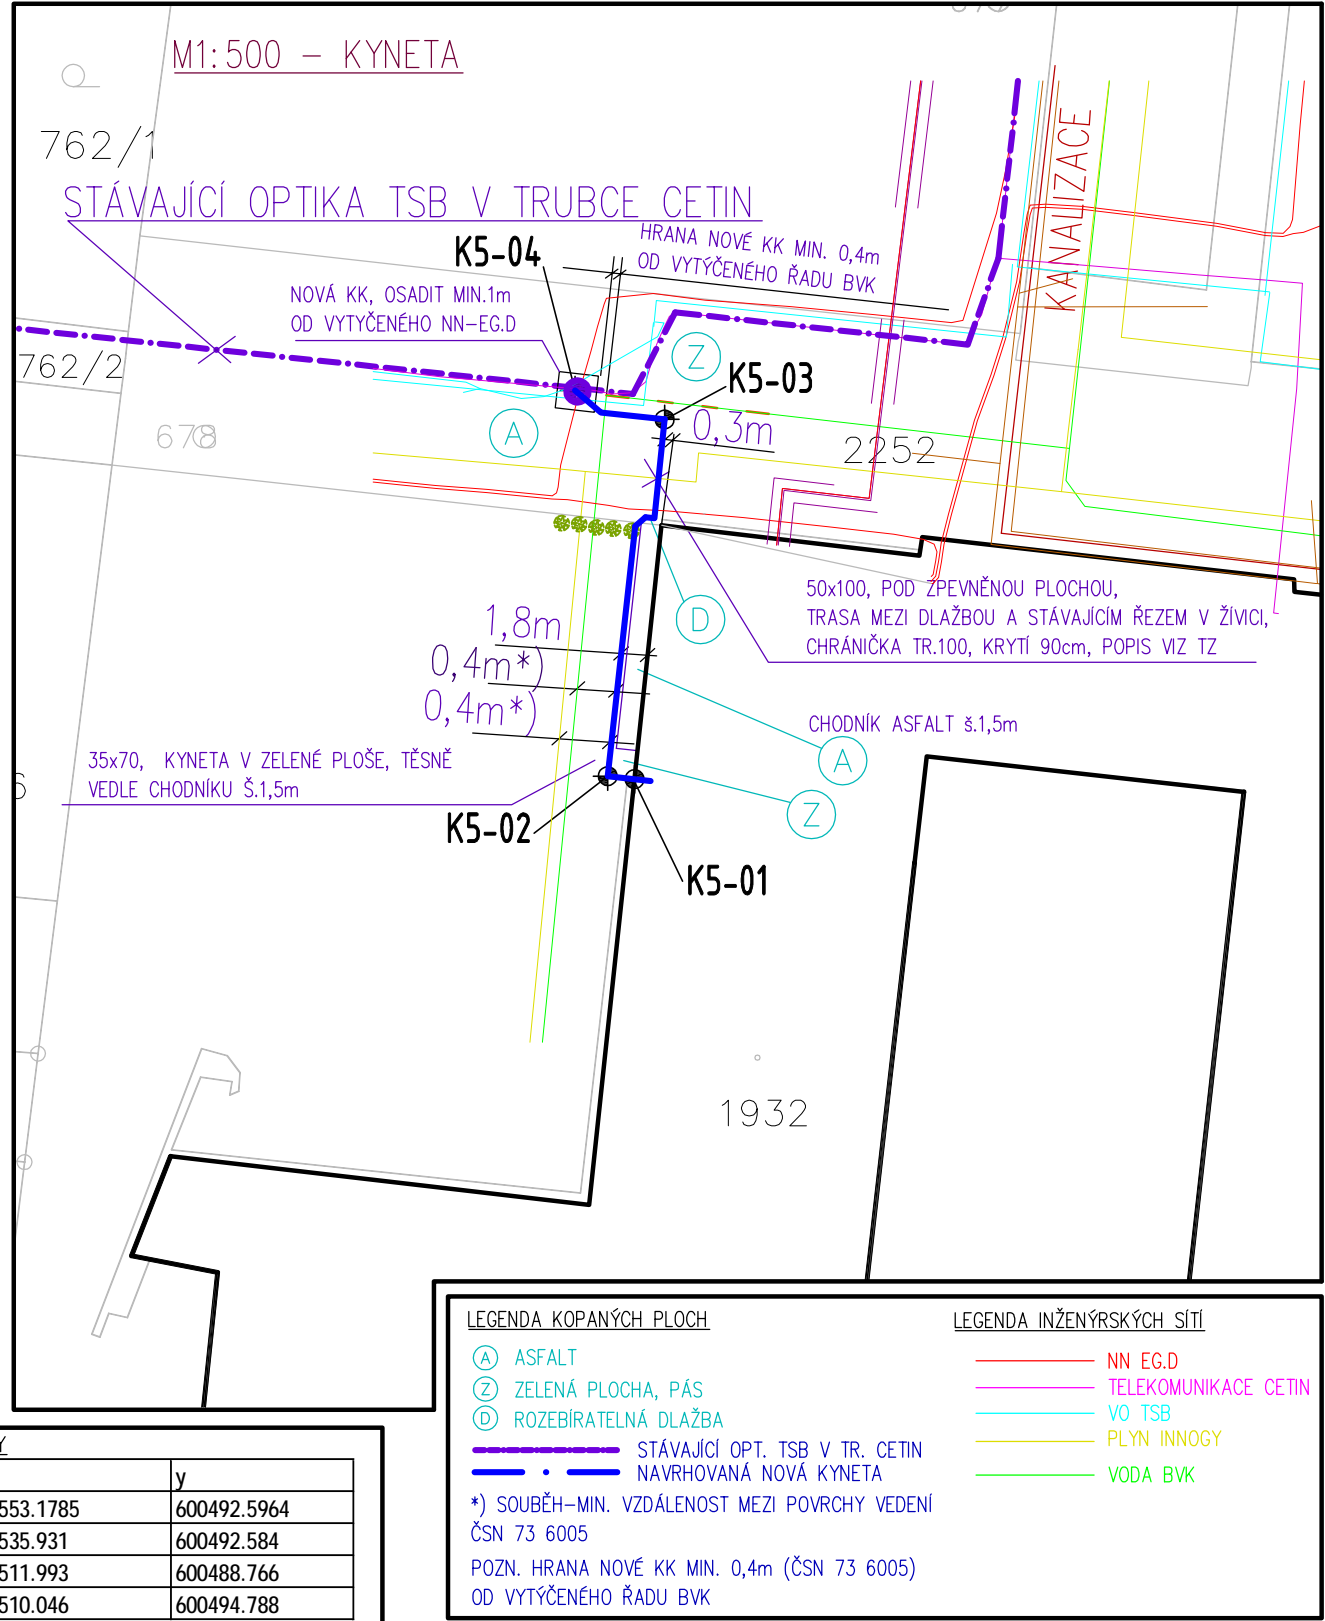 M1:500 – KYNETA
762/1
STÁVAJÍCÍ OPTIKA TSB V TRUBCE CETIN
K5-04
HRANA NOVÉ KK MIN. 0,4m
OD VYTÝČENÉHO ŘADU BVK
KANALIZACE
NOVÁ KK, OSADIT MIN.1m
OD VYTYČENÉHO NN-EG.D
762/2
Z
K5-03
A
0,3m
2252
50x100, POD ZPEVNĚNOU PLOCHOU,
TRASA MEZI DLAŽBOU A STÁVAJÍCÍM ŘEZEM V ŽIVICI,
CHRÁNIČKA TR.100, KRYTÍ 90cm, POPIS VIZ TZ
D
1,8m
0,4m*)
0,4m*)
CHODNÍK ASFALT š.1,5m
A
35x70, KYNETA V ZELENÉ PLOŠE, TĚSNĚ
VEDLE CHODNÍKU Š.1,5m
Z
K5-02
K5-01
1932
LEGENDA KOPANÝCH PLOCH
A ASFALT
Z ZELENÁ PLOCHA, PÁS
D ROZEBÍRATELNÁ DLAŽBA
STÁVAJÍCÍ OPT. TSB V TR. CETIN
NAVRHOVANÁ NOVÁ KYNETA
*) SOUBĚH-MIN. VZDÁLENOST MEZI POVRCHY VEDENÍ
ČSN 73 6005
POZN. HRANA NOVÉ KK MIN. 0,4m (ČSN 73 6005)
OD VYTÝČENÉHO ŘADU BVK
LEGENDA INŽENÝRSKÝCH SÍTÍ
NN EG.D
TELEKOMUNIKACE CETIN
VO TSB
PLYN INNOGY
VODA BVK
Y
y
553.1785 600492.5964
535.931 600492.584
511.993 600488.766
510.046 600494.788